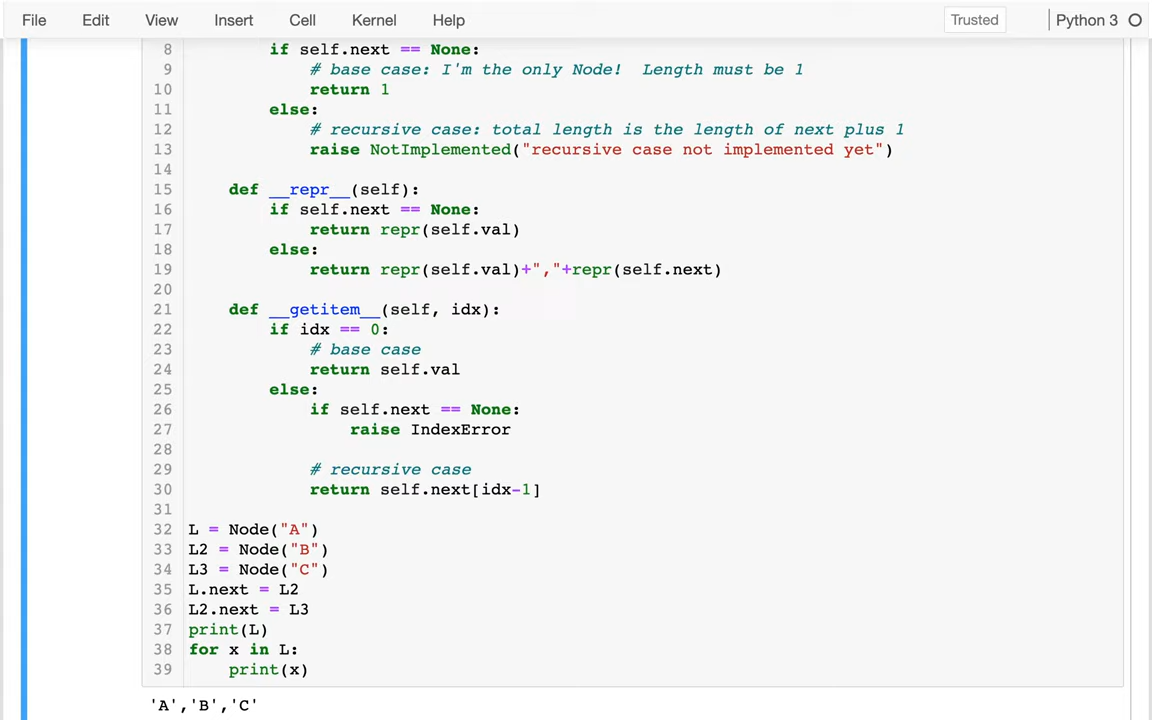 File Edit View Insert Cell Kernel Help Trusted Python 3
8 if self.next == None:
9 # base case: I'm the only Node!  Length must be 1
10 return 1
11 else:
12 # recursive case: total length is the length of next plus 1
13 raise NotImplemented("recursive case not implemented yet")
14
15 def __repr__(self):
16 if self.next == None:
17 return repr(self.val)
18 else:
19 return repr(self.val)+","+repr(self.next)
20
21 def __getitem__(self, idx):
22 if idx == 0:
23 # base case
24 return self.val
25 else:
26 if self.next == None:
27 raise IndexError
28
29 # recursive case
30 return self.next[idx-1]
31
32 L = Node("A")
33 L2 = Node("B")
34 L3 = Node("C")
35 L.next = L2
36 L2.next = L3
37 print(L)
38 for x in L:
39 print(x)
'A','B','C'